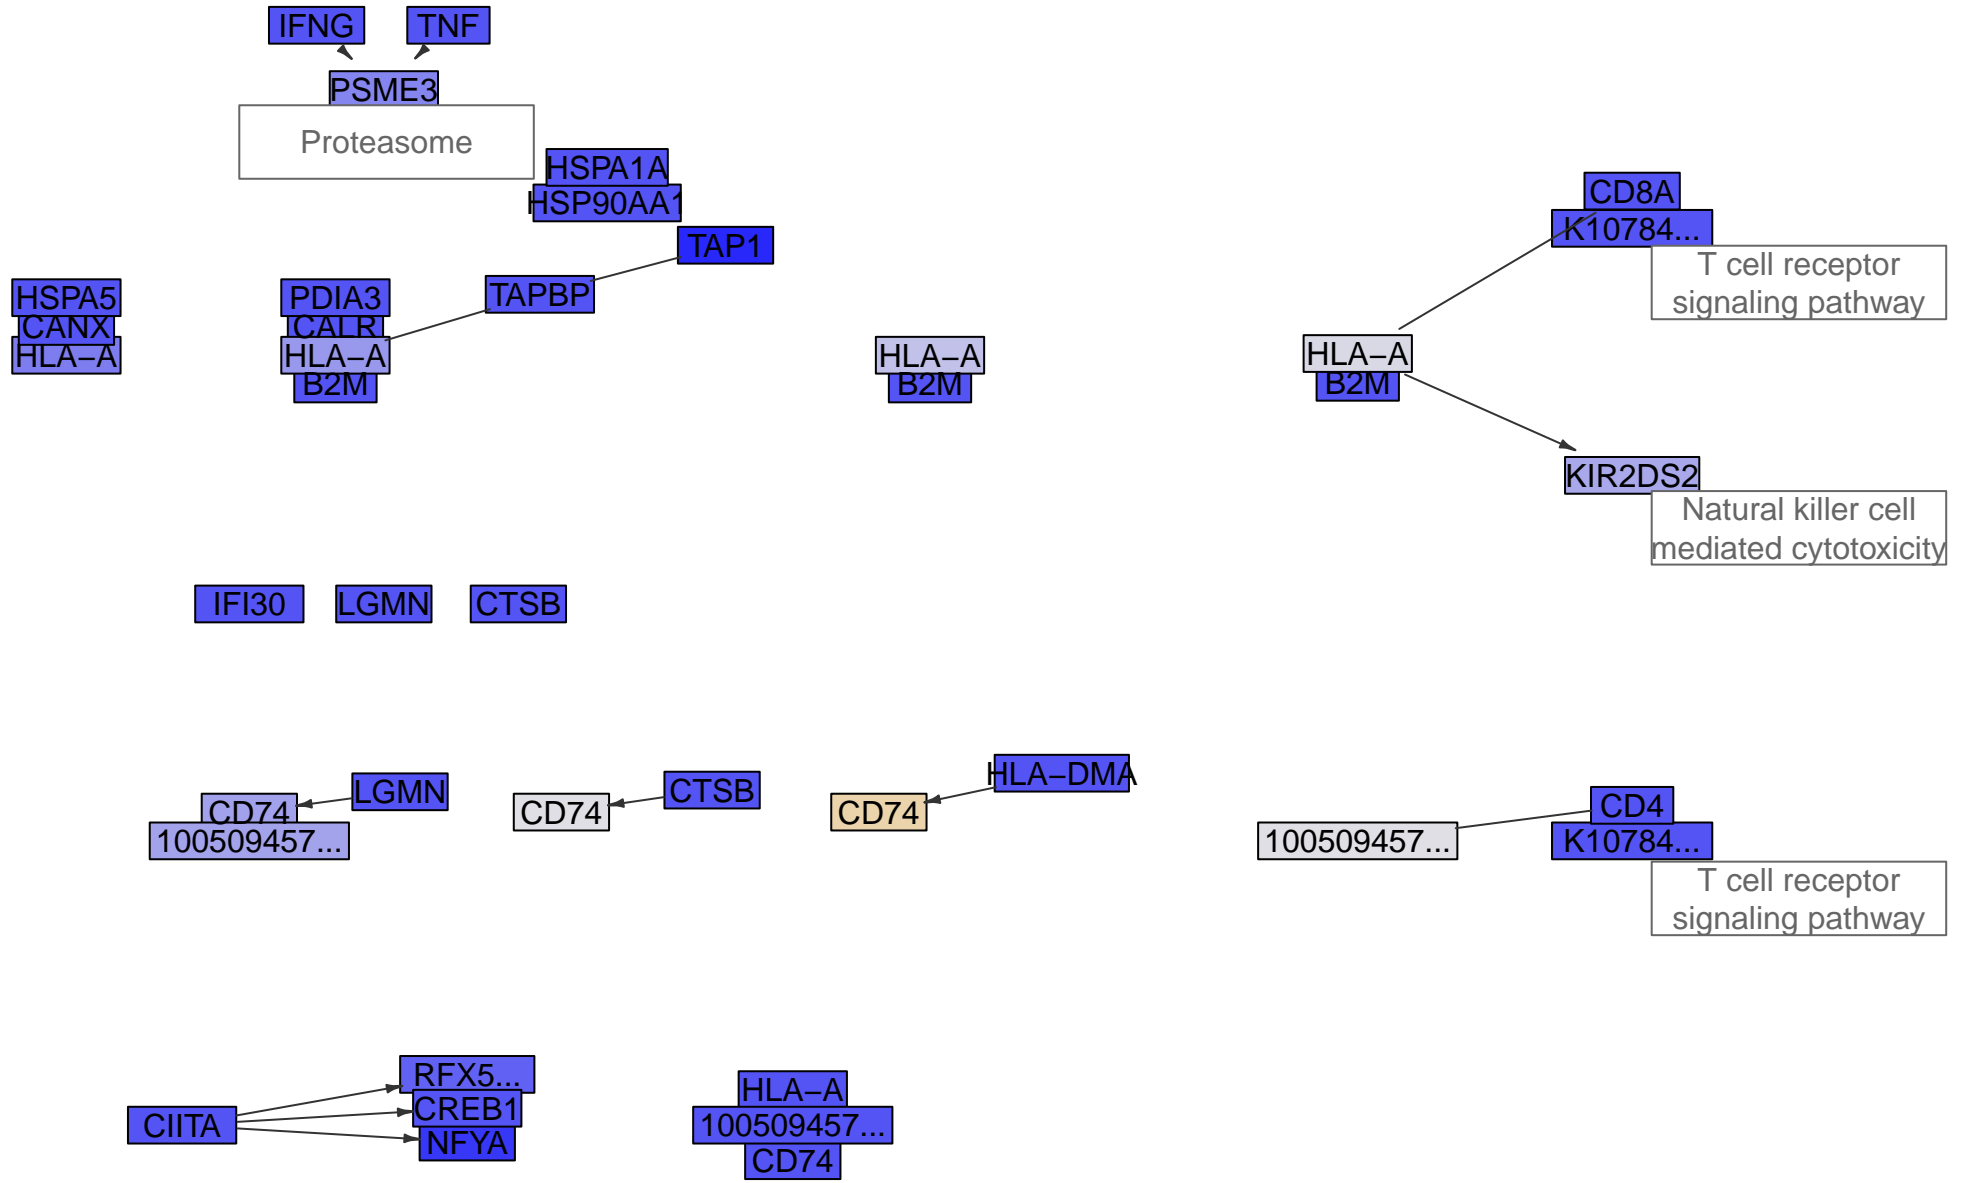 IFNG
TNF
PSME3
Proteasome
HSPA1A
HSP90AA1
TAP1
TAPBP
CD8A
K10784...
T cell receptor
signaling pathway
HSPA5
CANX
HLA−A
PDIA3
CALR
HLA−A
B2M
HLA−A
B2M
HLA−A
B2M
KIR2DS2
Natural killer cell
mediated cytotoxicity
IFI30
LGMN
CTSB
LGMN
CD74
100509457...
CTSB
CD74
HLA−DMA
CD74
100509457...
CD4
K10784...
T cell receptor
signaling pathway
CIITA
RFX5...
CREB1
NFYA
HLA−A
100509457...
CD74